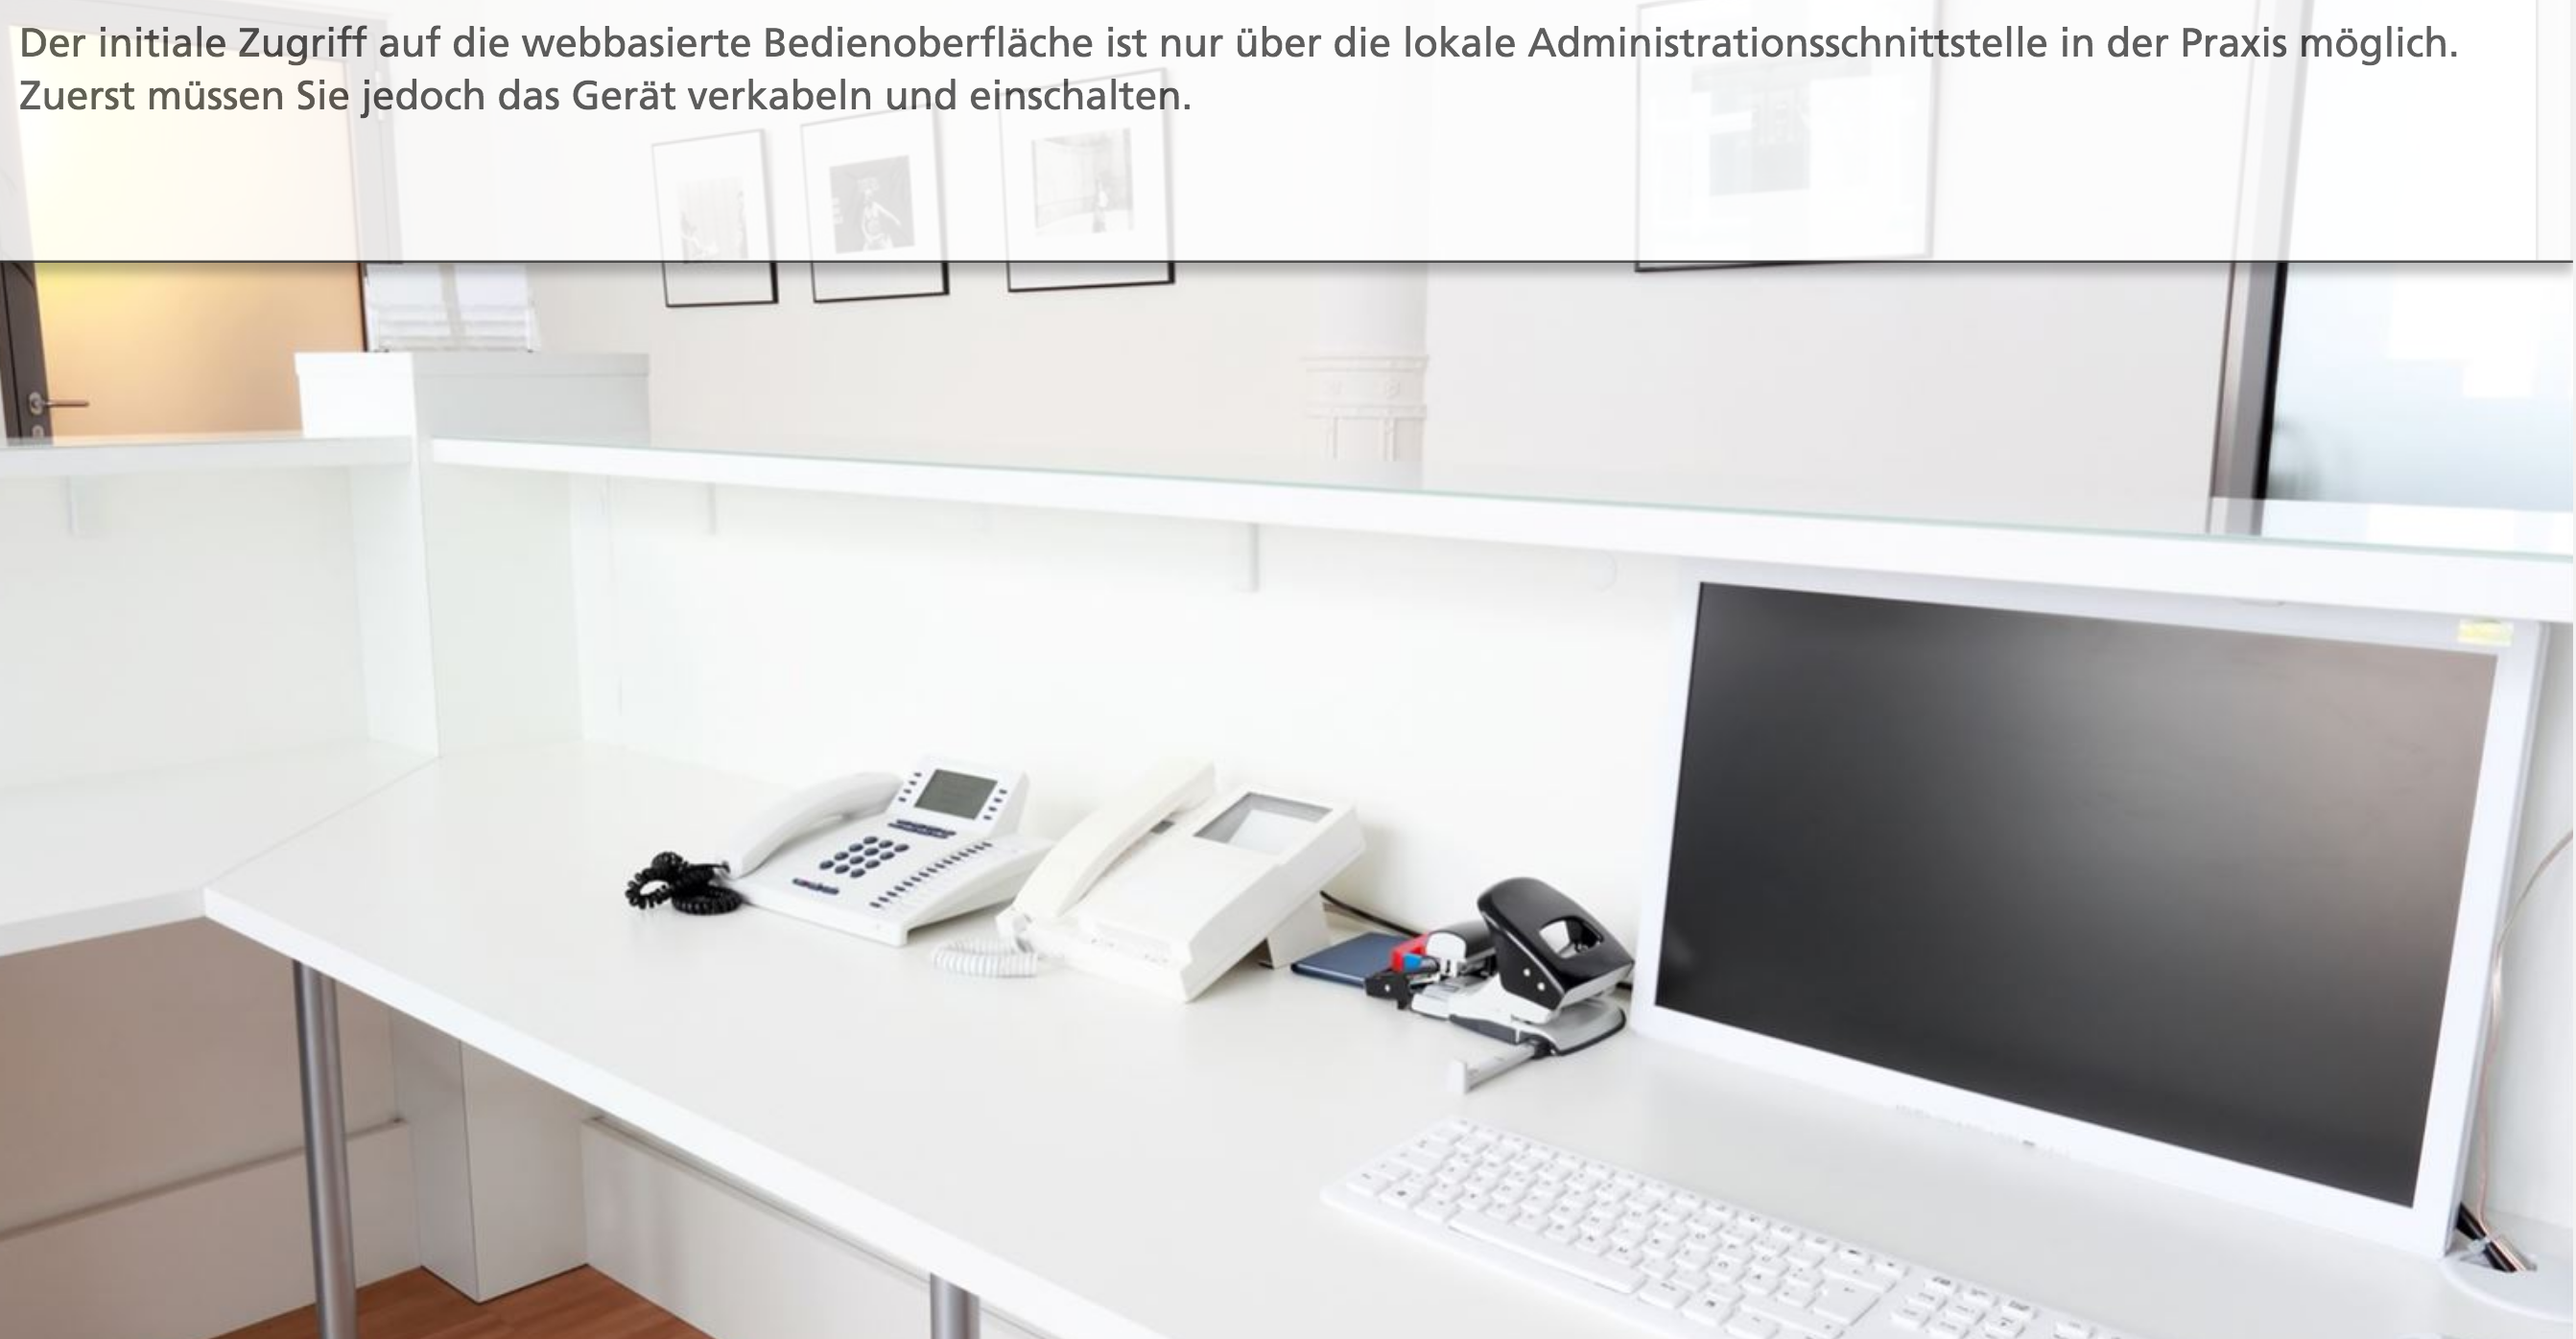 Der initiale Zugriff auf die webbasierte Bedienoberfläche ist nur über die lokale Administrationsschnittstelle in der Praxis möglich.
Zuerst müssen Sie jedoch das Gerät verkabeln und einschalten.